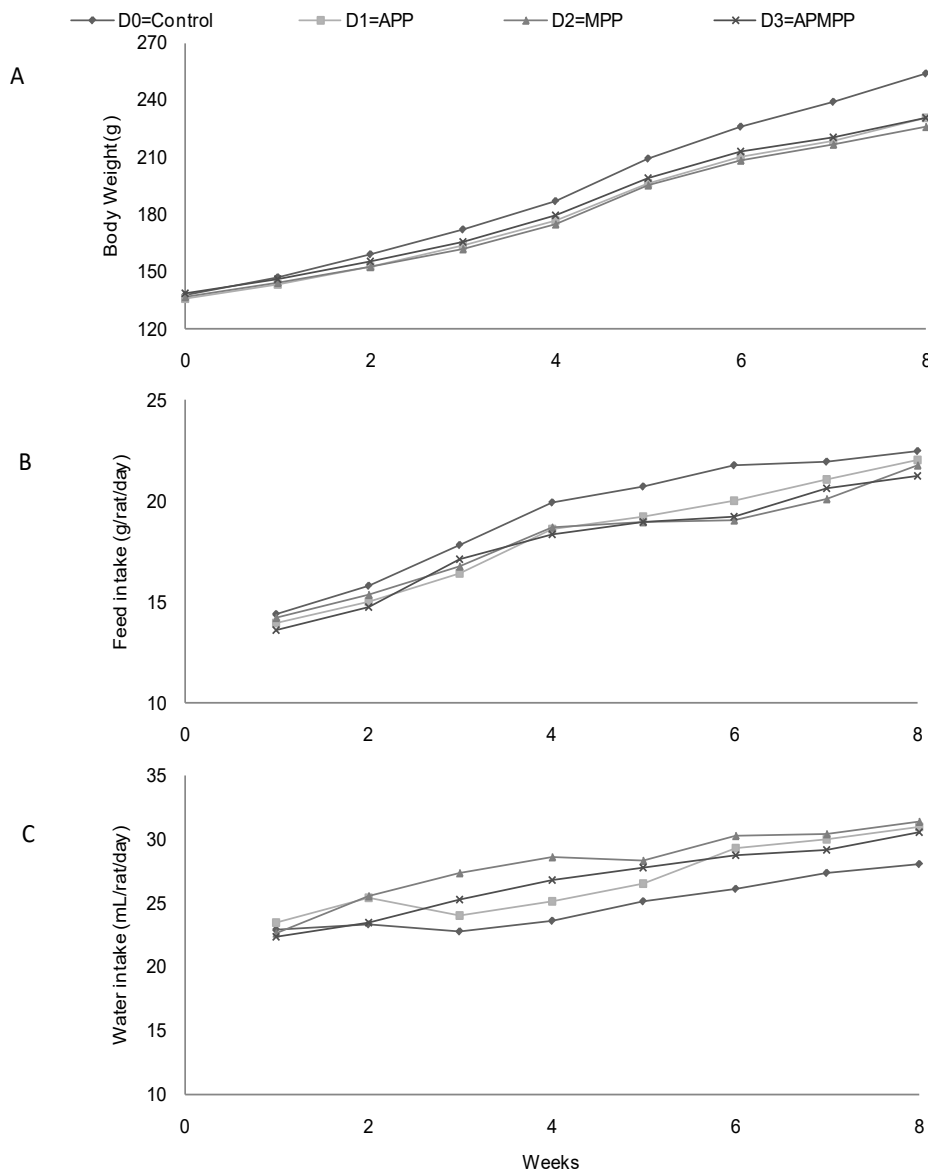 D0=Control D1=APP D2=MPP D3=APMPP
A
Body Weight(g)
270
240
210
180
150
120
0 2 4 6 8
B
Feed intake (g/rat/day)
25
20
15
10
0 2 4 6 8
C
Water intake (mL/rat/day)
35
30
25
20
15
10
0 2 4 6 8
Weeks